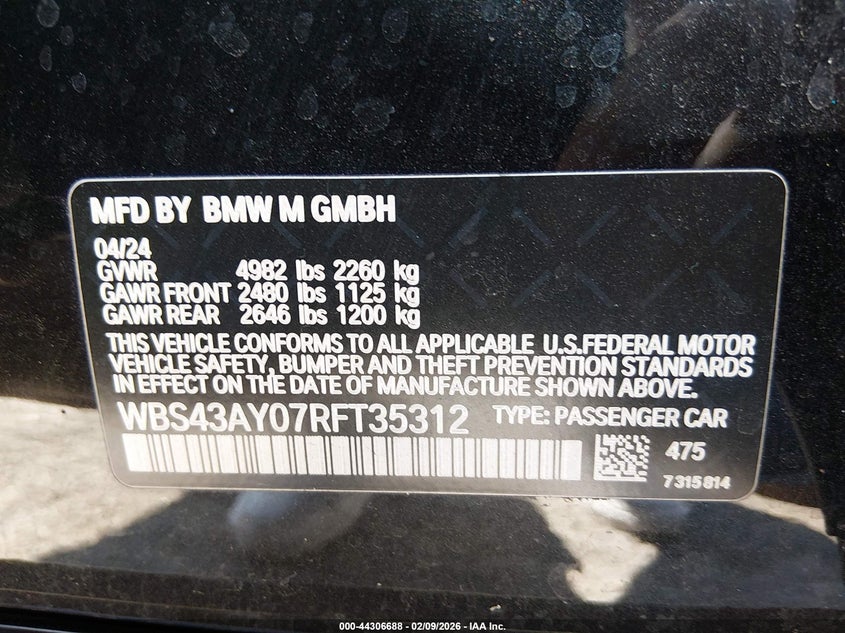 MFD BY BMW M GMBH
04/24
GVWR 4982 lbs 2260 kg
GAWR FRONT 2480 lbs 1125 kg
GAWR REAR 2646 lbs 1200 kg
THIS VEHICLE CONFORMS TO ALL APPLICABLE U.S.FEDERAL MOTOR
VEHICLE SAFETY, BUMPER AND THEFT PREVENTION STANDARDS
IN EFFECT ON THE DATE OF MANUFACTURE SHOWN ABOVE.
WBS43AY07RFT35312 TYPE: PASSENGER CAR
475
7315814
000-44306688 - 02/09/2026 - IAA Inc.